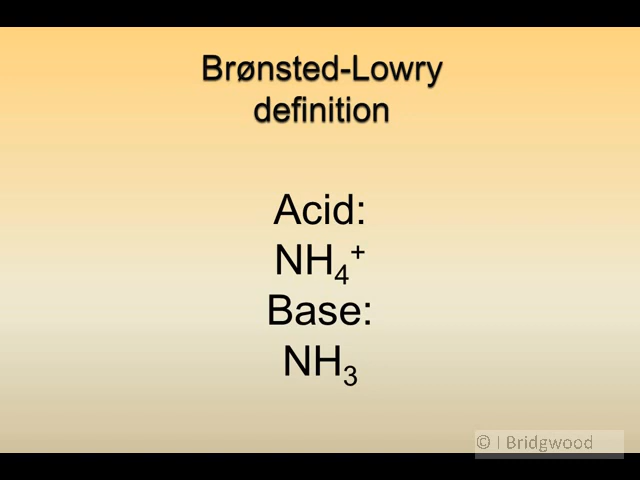 Brønsted-Lowry
definition
Acid:
NH₄⁺
Base:
NH₃
© I Bridgwood